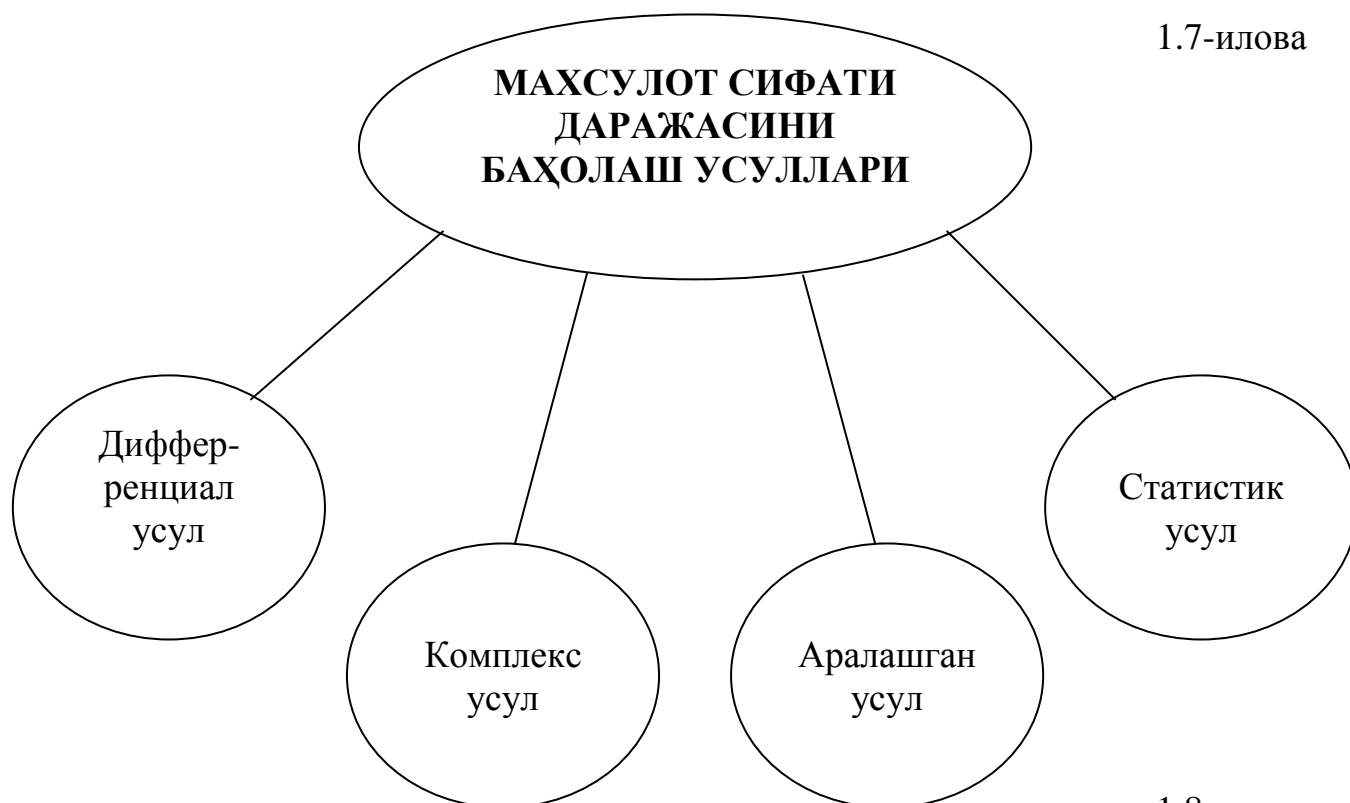 1.7-илова
МАХСУЛОТ СИФАТИ
ДАРАЖАСИНИ
БАҲОЛАШ УСУЛЛАРИ
Диффер-
ренциал
усул
Статистик
усул
Комплекс
усул
Аралашган
усул